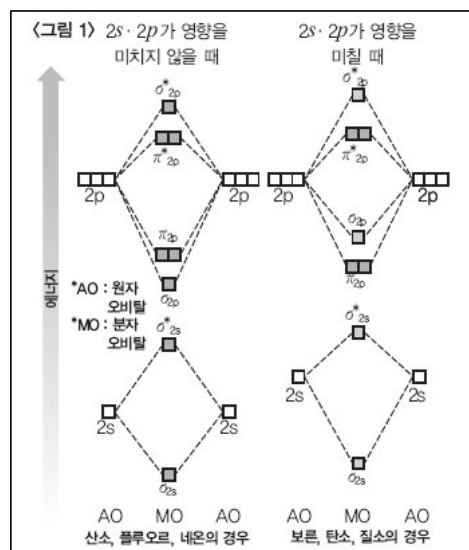 〈그림 1〉 2s · 2p가 영향을 미치지 않을 때
2s · 2p가 영향을 미칠 때
에너지
σ*2p
π*2p
2p 2p
π2p
σ2p
*AO : 원자 오비탈
*MO : 분자 오비탈
σ*2s
2s 2s
σ2s
AO MO AO
산소, 플루오르, 네온의 경우
σ*2p
π*2p
2p 2p
σ2p
π2p
σ*2s
2s 2s
σ2s
AO MO AO
보르, 탄소, 질소의 경우